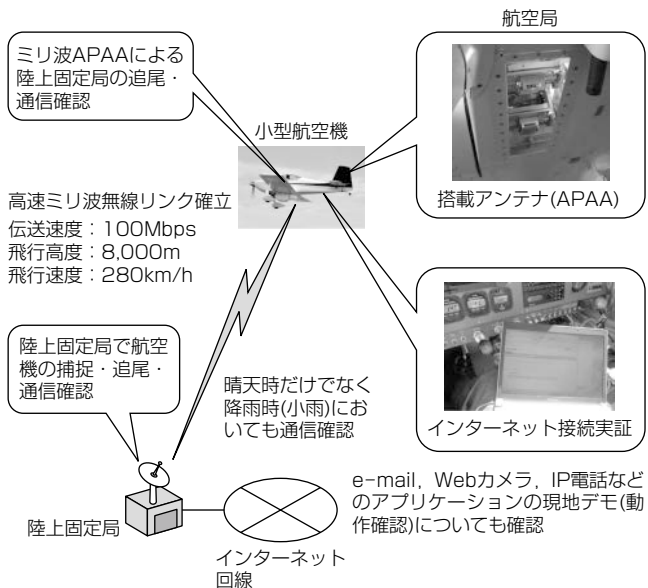 航空局
ミリ波APAAによる
陸上固定局の追尾・
通信確認
小型航空機
搭載アンテナ(APAA)
高速ミリ波無線リンク確立
伝送速度：100Mbps
飛行高度：8,000m
飛行速度：280km/h
陸上固定局で航空
機の捕捉・追尾・
通信確認
晴天時だけでなく
降雨時(小雨)にお
いても通信確認
インターネット接続実証
e-mail，Webカメラ，IP電話など
のアプリケーションの現地デモ(動
作確認)についても確認
陸上固定局
インターネット
回線